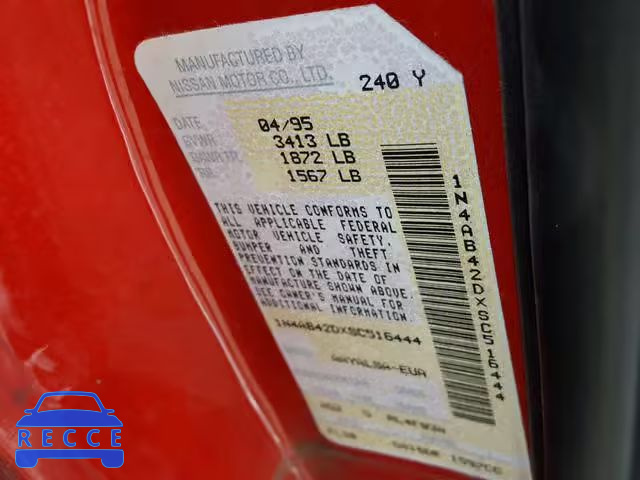 MANUFACTURED BY
NISSAN MOTOR CO., LTD.
240 Y
DATE 04/95
GVWR 3413 LB
GAWR FR. 1872 LB
RR. 1567 LB
THIS VEHICLE CONFORMS TO
ALL APPLICABLE FEDERAL
MOTOR VEHICLE SAFETY,
BUMPER AND THEFT
PREVENTION STANDARDS IN
EFFECT ON THE DATE OF
MANUFACTURE SHOWN ABOVE.
SEE OWNER'S MANUAL FOR
ADDITIONAL INFORMATION
1N4AB42DXSC516444
EUA
1N4AB42DXSC516444
RECCE